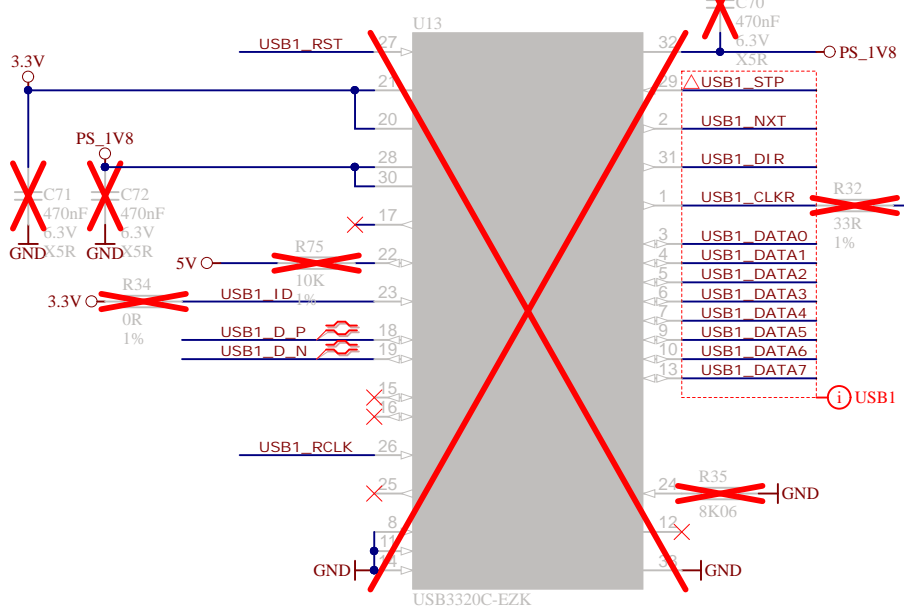 C70
470nF
6.3V
X5R
U13
USB1_RST 27
32 PS_1V8
3.3V
21
29 USB1_STP
20
2 USB1_NXT
PS_1V8
28
31 USB1_DIR
30
C71
470nF
6.3V
X5R
GND
C72
470nF
6.3V
X5R
GND
1 USB1_CLKR
R32
33R
1%
17
3 USB1_DATA0
R75
10K
1%
5V 22
4 USB1_DATA1
5 USB1_DATA2
R34
0R
1%
3.3V USB1_ID 23
6 USB1_DATA3
7 USB1_DATA4
USB1_D_P 18
9 USB1_DATA5
USB1_D_N 19
10 USB1_DATA6
13 USB1_DATA7
15
i USB1
16
USB1_RCLK 26
R35
8K06
25
24 GND
8
12
11
GND 14
33 GND
USB3320C-EZK